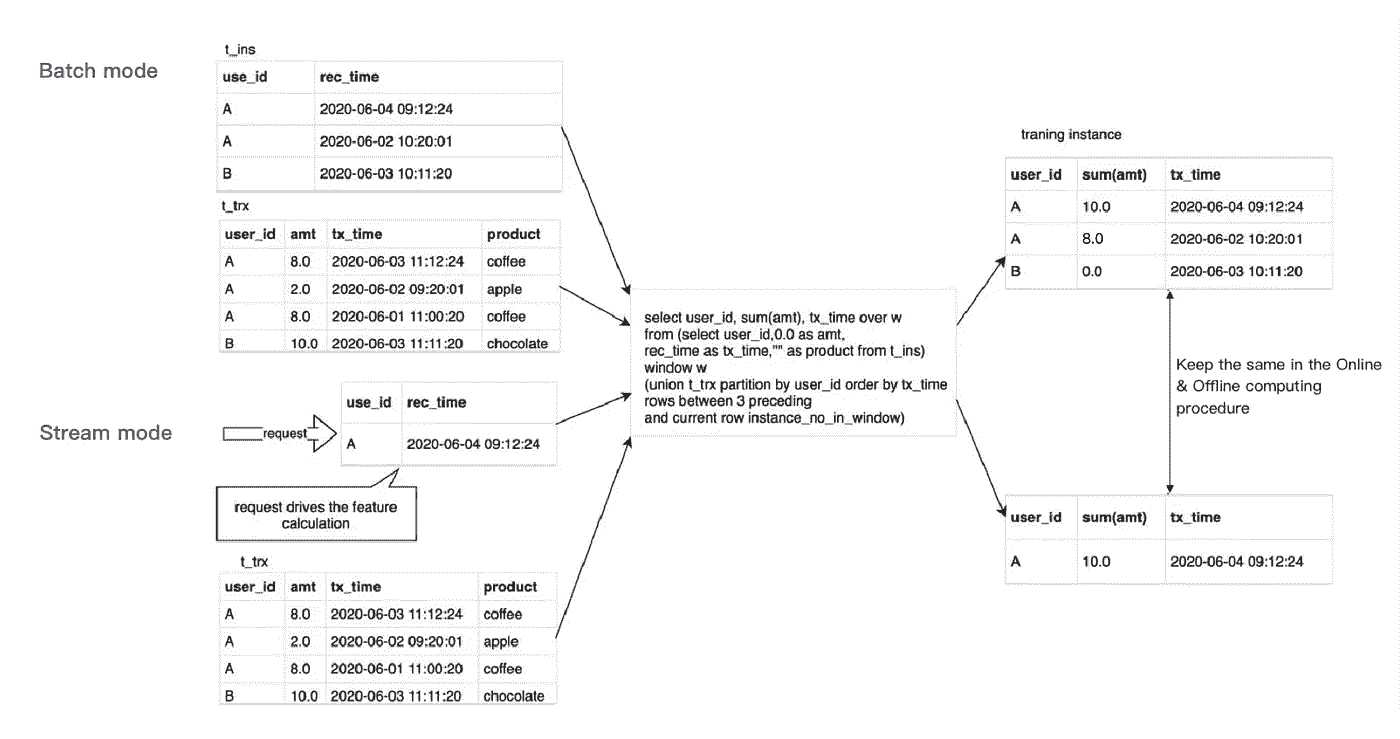 Batch mode
t_ins
use_id rec_time
A 2020-06-04 09:12:24
A 2020-06-02 10:20:01
B 2020-06-03 10:11:20
t_trx
user_id amt tx_time product
A 8.0 2020-06-03 11:12:24 coffee
A 2.0 2020-06-02 09:20:01 apple
A 8.0 2020-06-01 11:00:20 coffee
B 10.0 2020-06-03 11:11:20 chocolate
Stream mode
request
use_id rec_time
A 2020-06-04 09:12:24
request drives the feature
calculation
t_trx
user_id amt tx_time product
A 8.0 2020-06-03 11:12:24 coffee
A 2.0 2020-06-02 09:20:01 apple
A 8.0 2020-06-01 11:00:20 coffee
B 10.0 2020-06-03 11:11:20 chocolate
select user_id, sum(amt), tx_time over w
from (select user_id,0.0 as amt,
rec_time as tx_time,"" as product from t_ins)
window w
(union t_trx partition by user_id order by tx_time
rows between 3 preceding
and current row instance_no_in_window)
traning instance
user_id sum(amt) tx_time
A 10.0 2020-06-04 09:12:24
A 8.0 2020-06-02 10:20:01
B 0.0 2020-06-03 10:11:20
Keep the same in the Online
& Offline computing
procedure
user_id sum(amt) tx_time
A 10.0 2020-06-04 09:12:24